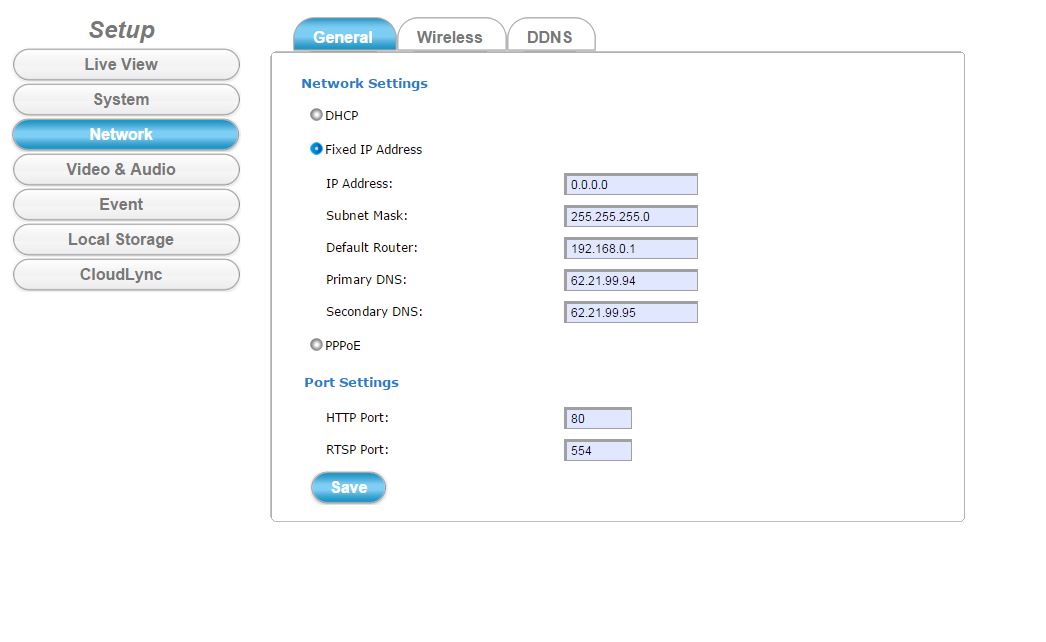 Setup
Live View
System
Network
Video & Audio
Event
Local Storage
CloudLync
General Wireless DDNS
Network Settings
DHCP
Fixed IP Address
IP Address: 0.0.0.0
Subnet Mask: 255.255.255.0
Default Router: 192.168.0.1
Primary DNS: 62.21.99.94
Secondary DNS: 62.21.99.95
PPPoE
Port Settings
HTTP Port: 80
RTSP Port: 554
Save